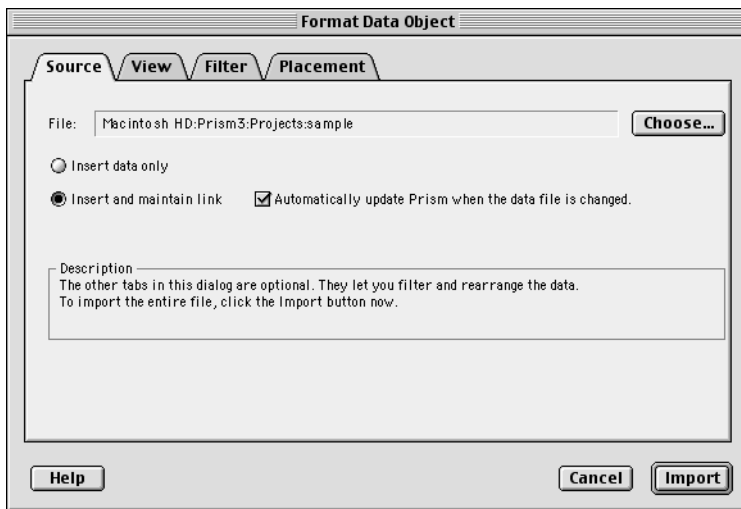 Format Data Object
Source View Filter Placement
File: Macintosh HD:Prism3:Projects:sample Choose...
Insert data only
Insert and maintain link Automatically update Prism when the data file is changed.
Description
The other tabs in this dialog are optional. They let you filter and rearrange the data.
To import the entire file, click the Import button now.
Help Cancel Import